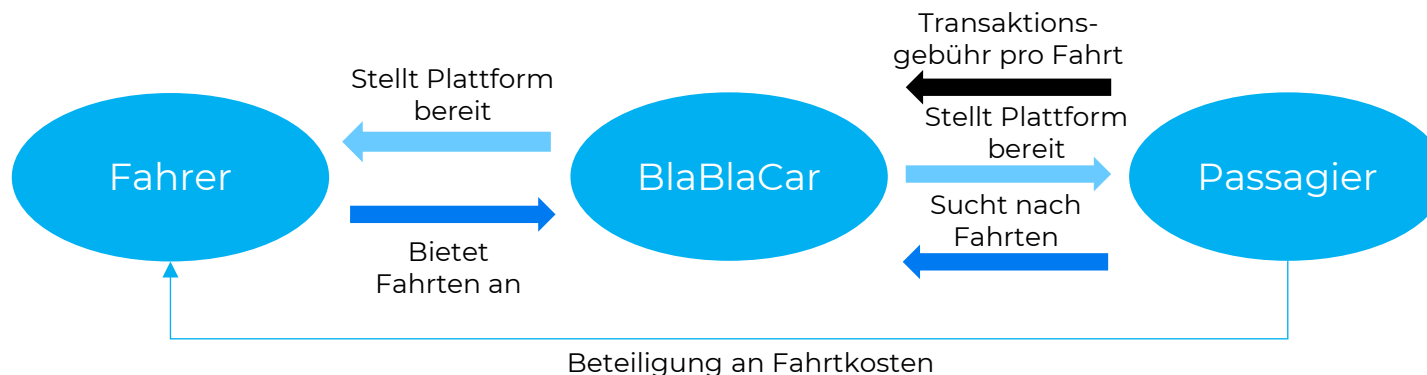 Transaktions-
gebühr pro Fahrt
Stellt Plattform
bereit
Stellt Plattform
bereit
Fahrer
BlaBlaCar
Passagier
Sucht nach
Fahrten
Bietet
Fahrten an
Beteiligung an Fahrtkosten